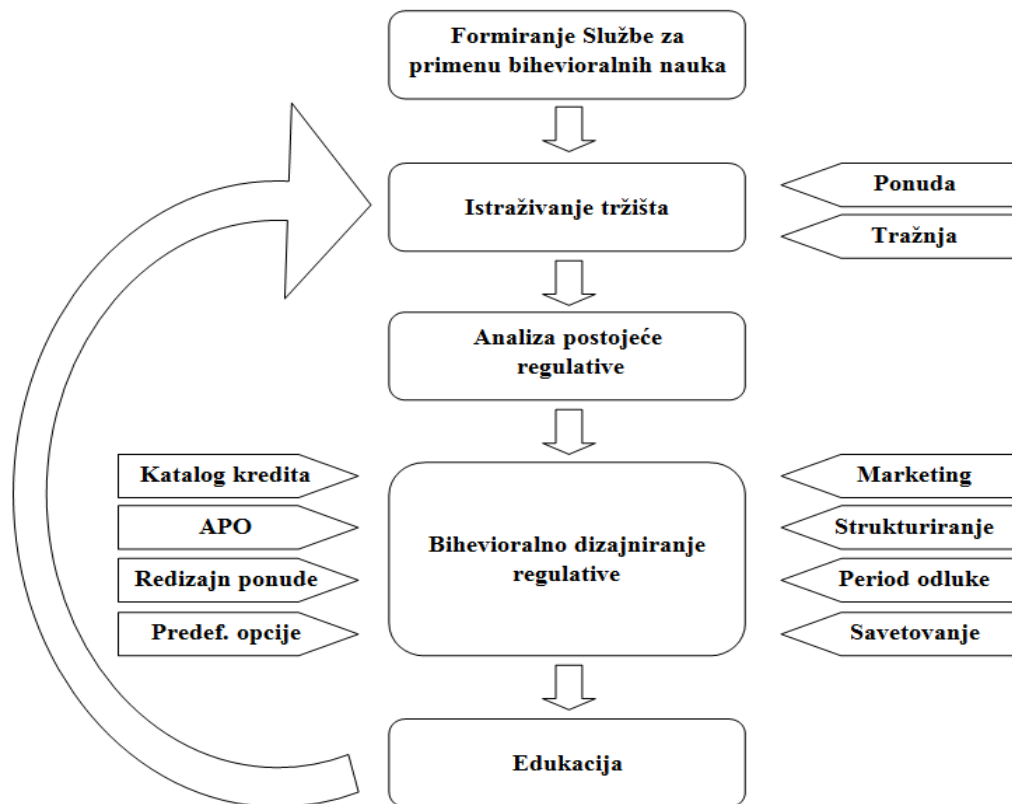 Formiranje Službe za
primenu bihevioralnih nauka
Istraživanje tržišta
Ponuda
Tražnja
Analiza postojeće
regulative
Katalog kredita
APO
Redizajn ponude
Predef. opcije
Bihevioralno dizajniranje
regulative
Marketing
Strukturiranje
Period odluke
Savetovanje
Edukacija